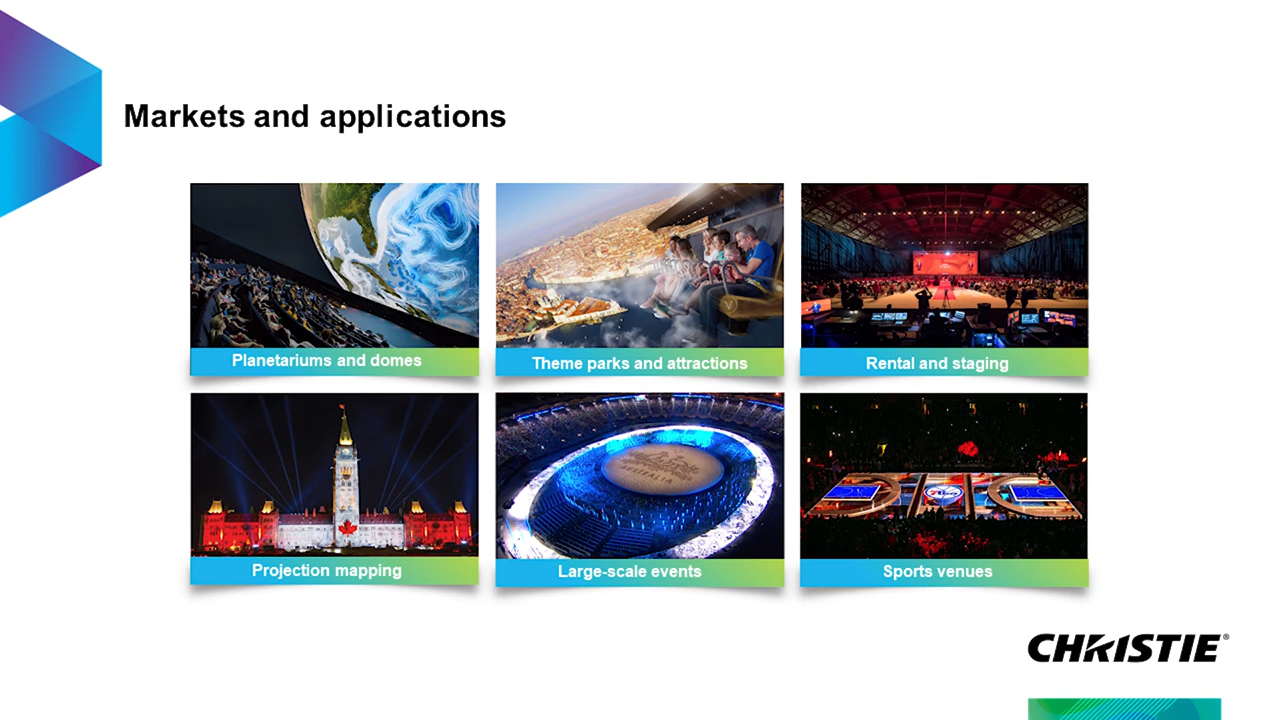 Markets and applications
Planetariums and domes
Theme parks and attractions
Rental and staging
AUSTRALIA
Projection mapping
Large-scale events
Sports venues
CHRISTIE®